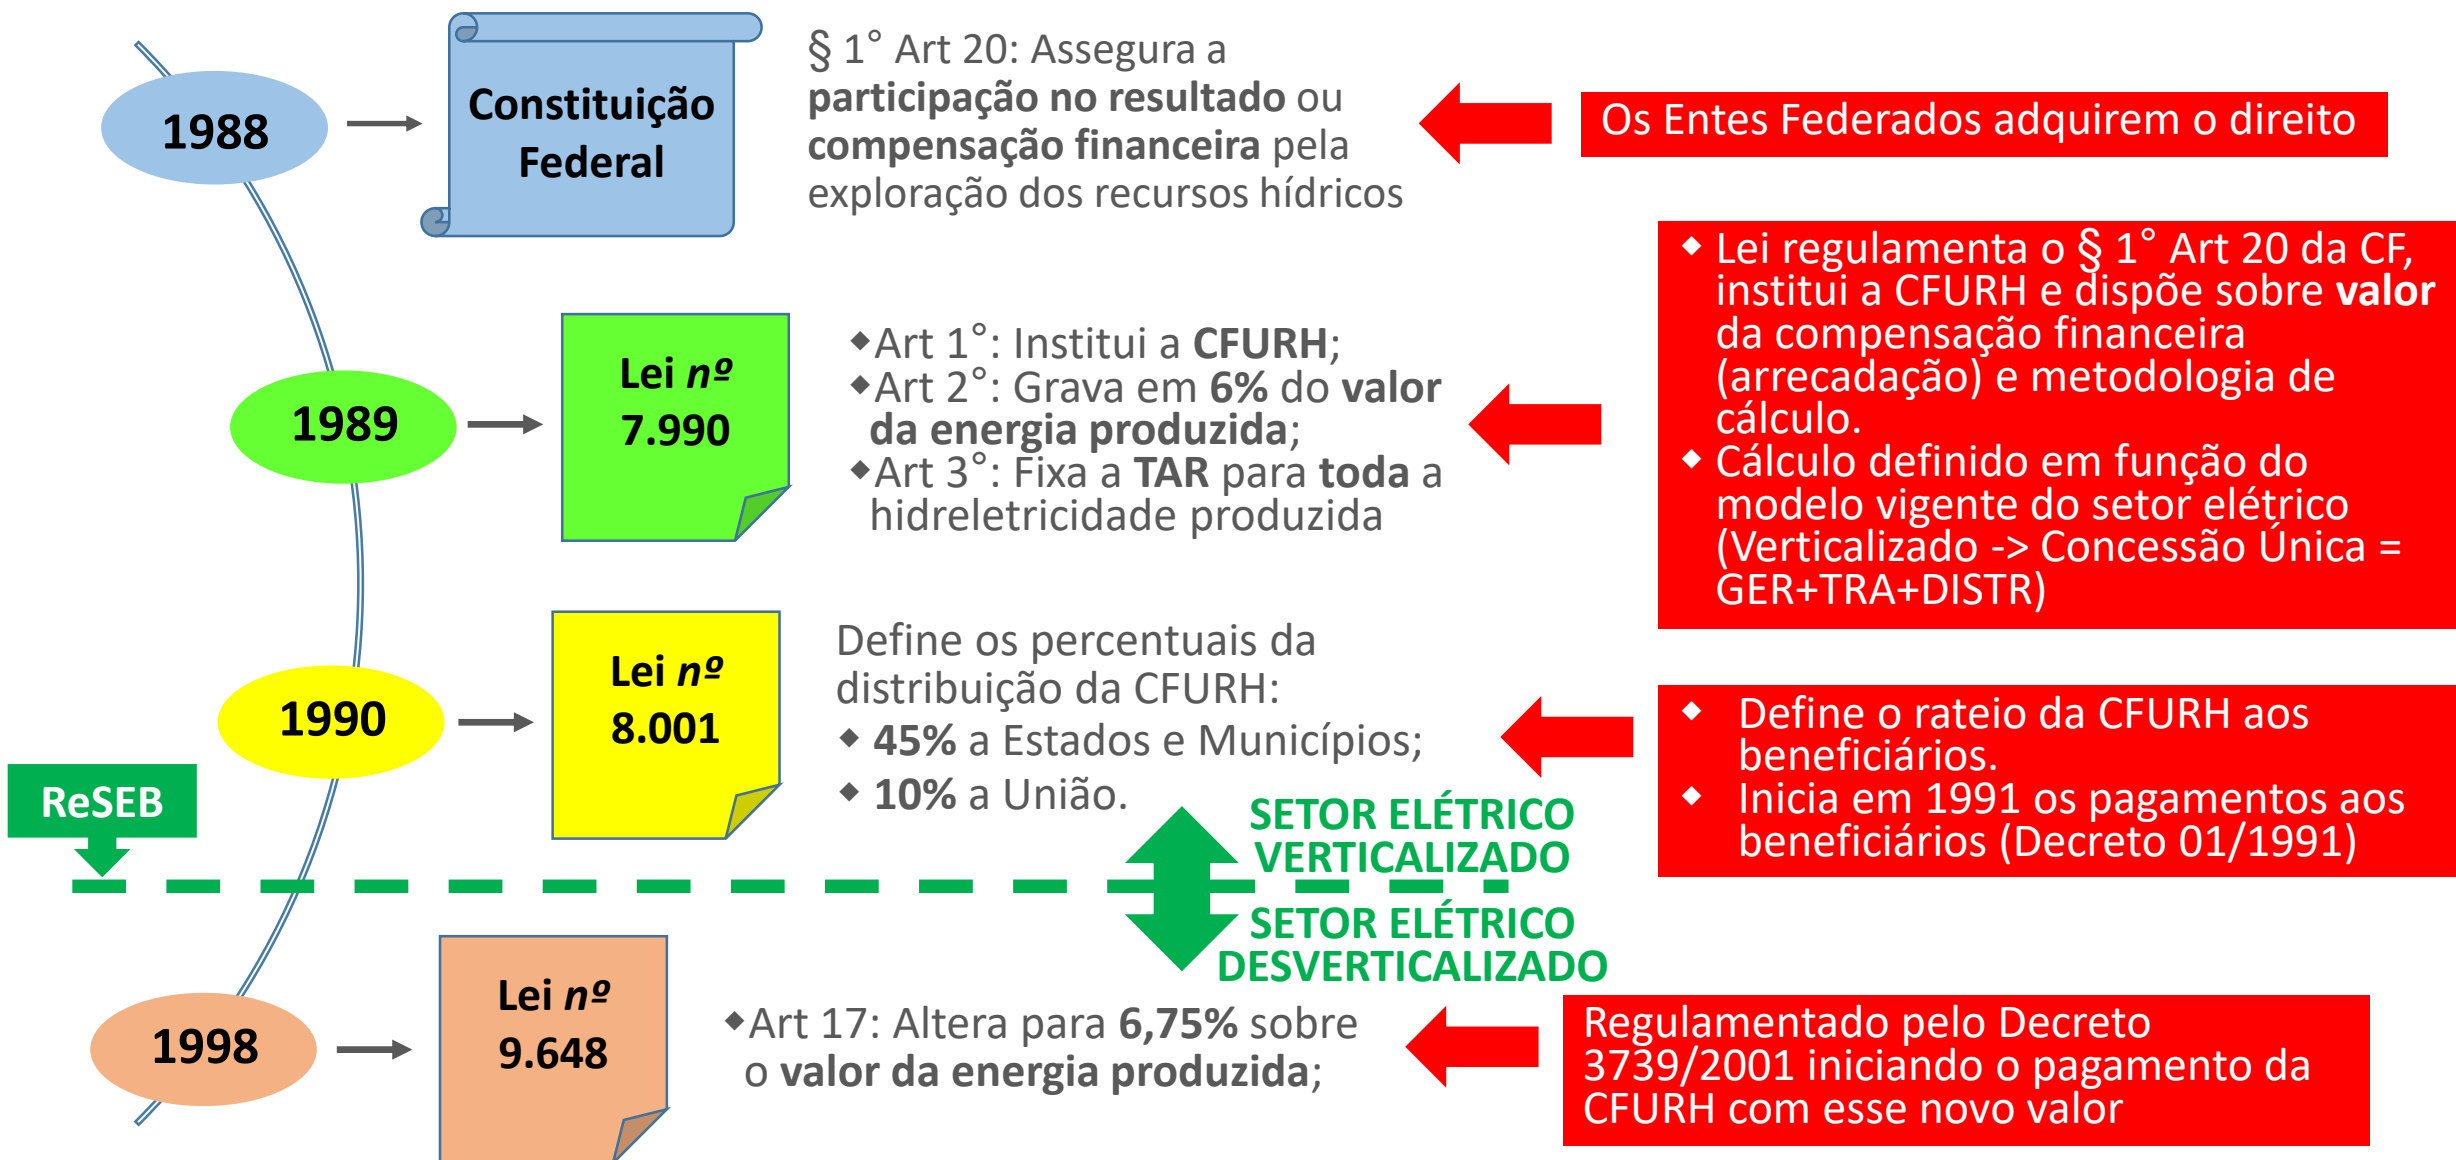 1988
Constituição
Federal
§ 1° Art 20: Assegura a
participação no resultado ou
compensação financeira pela
exploração dos recursos hídricos
Os Entes Federados adquirem o direito
1989
Lei nº
7.990
◆Art 1°: Institui a CFURH;
◆Art 2°: Grava em 6% do valor
da energia produzida;
◆Art 3°: Fixa a TAR para toda a
hidreletricidade produzida
◆ Lei regulamenta o § 1° Art 20 da CF,
institui a CFURH e dispõe sobre valor
da compensação financeira
(arrecadação) e metodologia de
cálculo.
◆ Cálculo definido em função do
modelo vigente do setor elétrico
(Verticalizado -> Concessão Única =
GER+TRA+DISTR)
1990
Lei nº
8.001
Define os percentuais da
distribuição da CFURH:
◆ 45% a Estados e Municípios;
◆ 10% a União.
◆ Define o rateio da CFURH aos
beneficiários.
◆ Inicia em 1991 os pagamentos aos
beneficiários (Decreto 01/1991)
ReSEB
SETOR ELÉTRICO
VERTICALIZADO
SETOR ELÉTRICO
DESVERTICALIZADO
1998
Lei nº
9.648
◆Art 17: Altera para 6,75% sobre
o valor da energia produzida;
Regulamentado pelo Decreto
3739/2001 iniciando o pagamento da
CFURH com esse novo valor